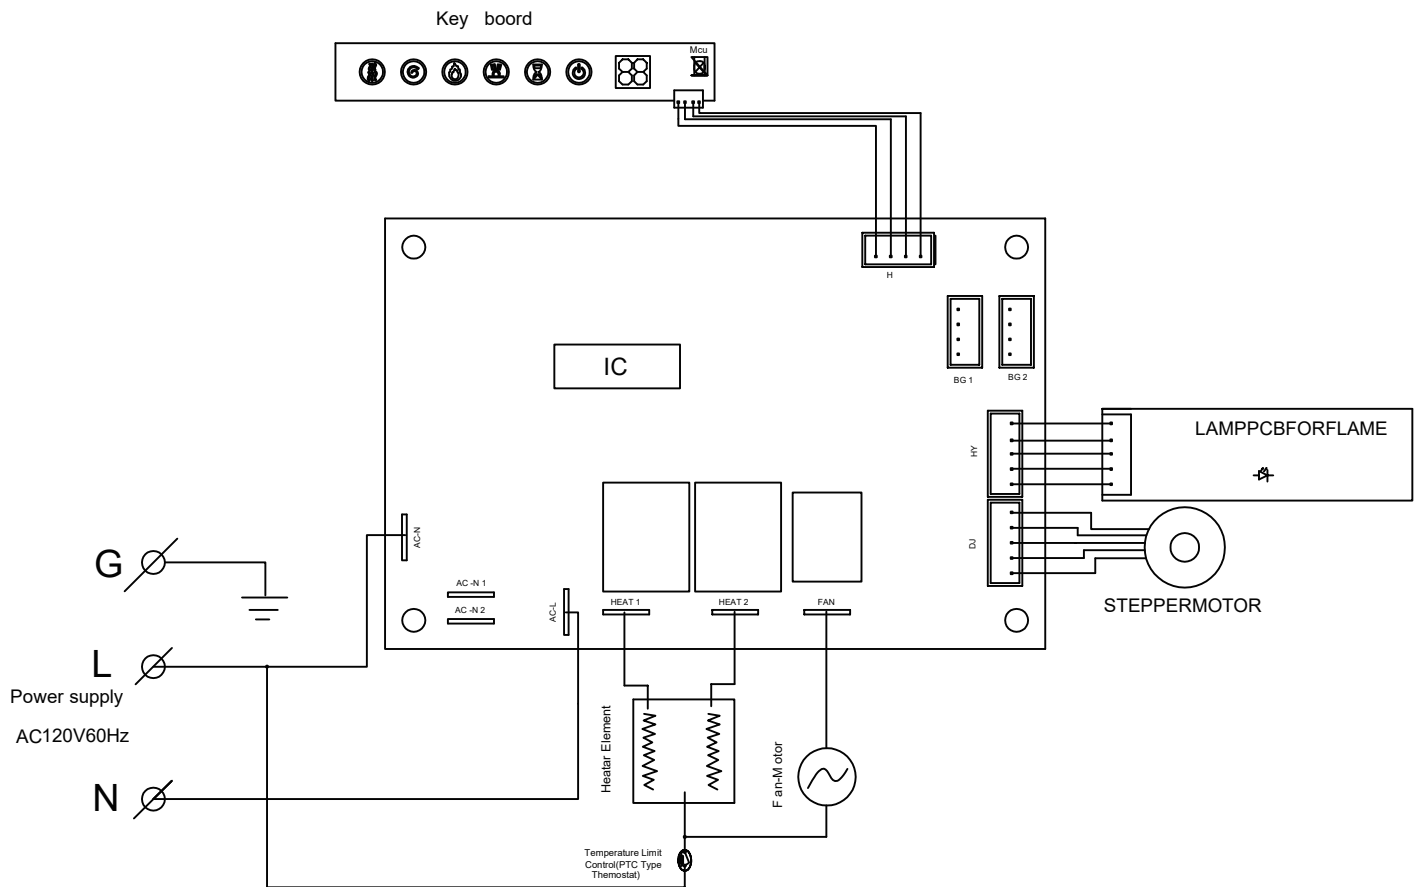 Key boord
Mcu
H
BG 1
BG 2
IC
LAMPPCBFORFLAME
HY
DJ
STEPPERMOTOR
AC-N
AC -N 1
AC -N 2
AC-L
HEAT 1
HEAT 2
FAN
G
L
Power supply
AC120V60Hz
N
Heatar Element
F an-M otor
Temperature Limit
Control(PTC Type
Themostat)